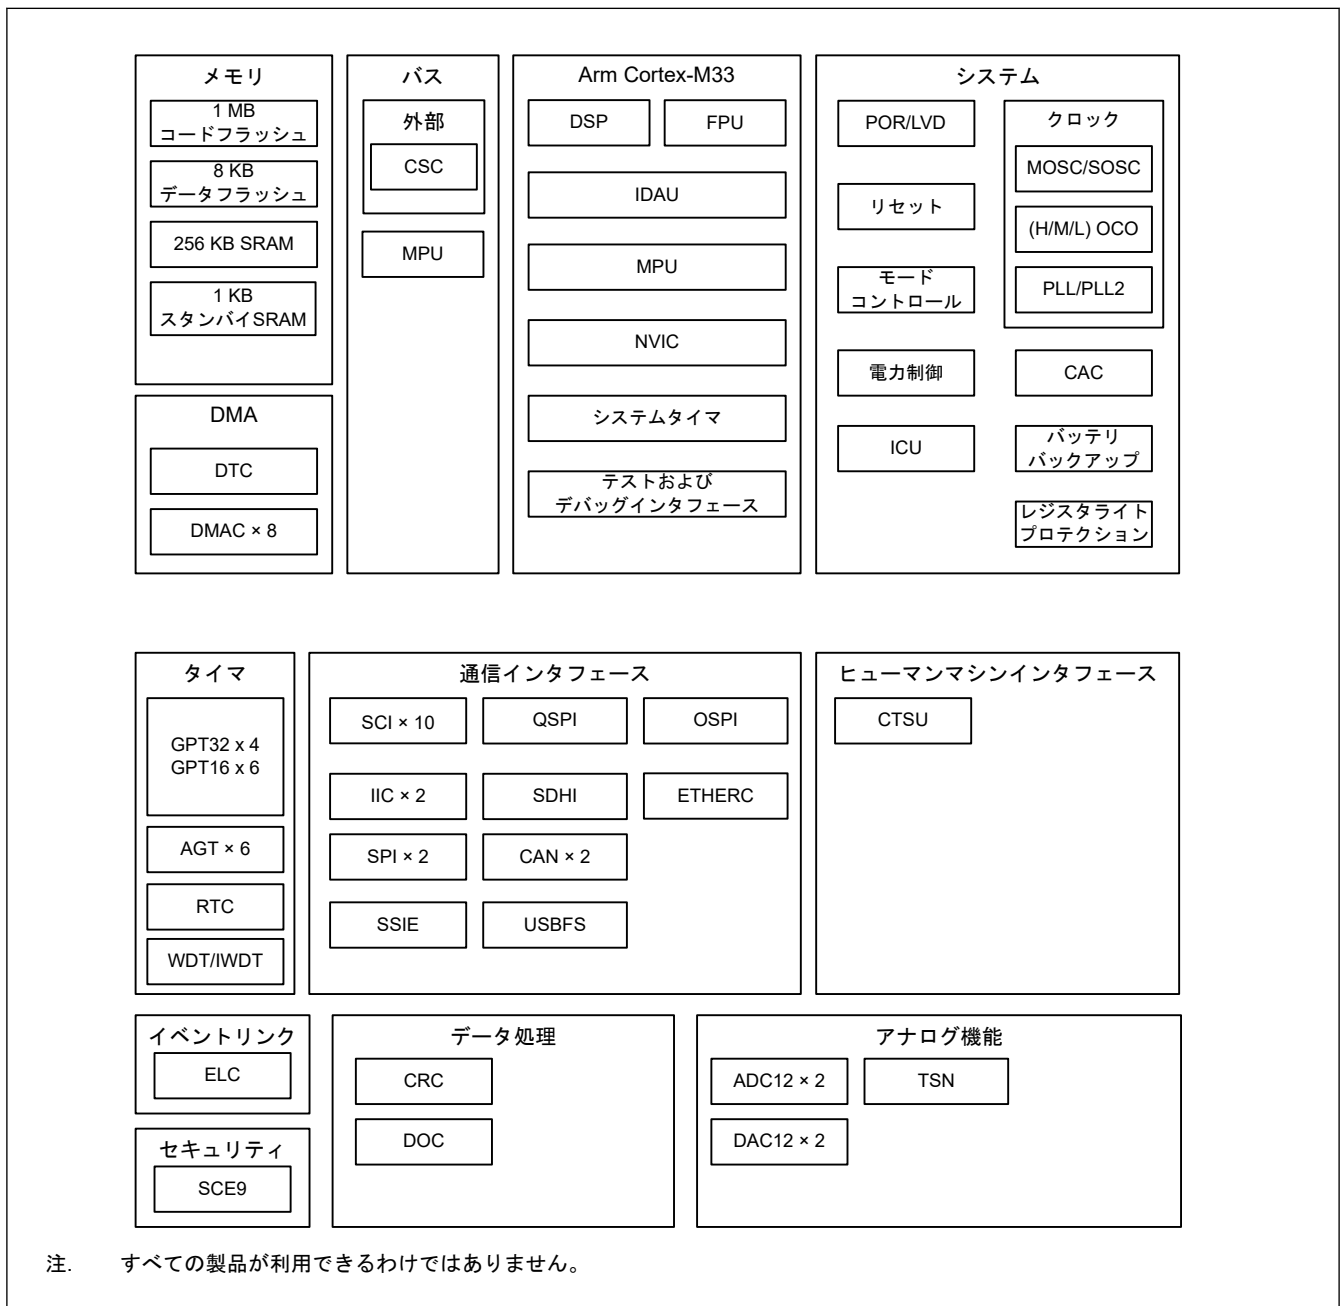 メモリ
1 MB
コードフラッシュ
8 KB
データフラッシュ
256 KB SRAM
1 KB
スタンバイSRAM
DMA
DTC
DMAC × 8
バス
外部
CSC
MPU
Arm Cortex-M33
DSP
FPU
IDAU
MPU
NVIC
システムタイマ
テストおよび
デバッグインタフェース
システム
POR/LVD
リセット
モード
コントロール
電力制御
ICU
クロック
MOSC/SOSC
(H/M/L) OCO
PLL/PLL2
CAC
バッテリ
バックアップ
レジスタライト
プロテクション
タイマ
GPT32 x 4
GPT16 x 6
AGT × 6
RTC
WDT/IWDT
通信インタフェース
SCI × 10
QSPI
OSPI
IIC × 2
SDHI
ETHERC
SPI × 2
CAN × 2
SSIE
USBFS
ヒューマンマシンインタフェース
CTSU
イベントリンク
ELC
セキュリティ
SCE9
データ処理
CRC
DOC
アナログ機能
ADC12 × 2
TSN
DAC12 × 2
注. すべての製品が利用できるわけではありません。